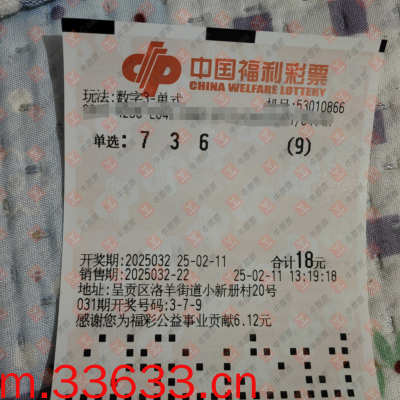 中国福利彩票
CHINA WELFARE LOTTERY
玩法:数字3-单式
机号:53010866
单选: 7 3 6 (9)
开奖期:2025032 25-02-11 合计18元
销售期:2025032-22 25-02-11 13:19:18
地址:呈贡区洛羊街道小新册村20号
031期开奖号码:3-7-9
感谢您为福彩公益事业贡献6.12元
m.33633.cn